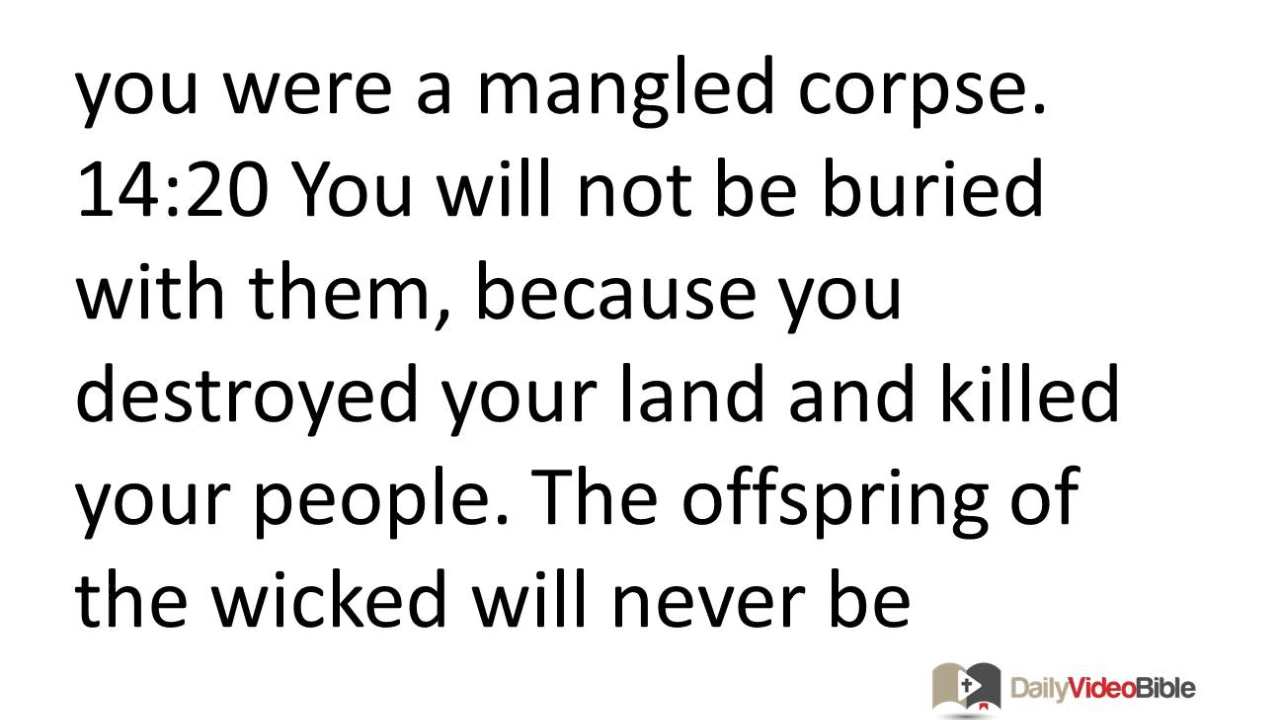 you were a mangled corpse.
14:20 You will not be buried
with them, because you
destroyed your land and killed
your people. The offspring of
the wicked will never be
DailyVideoBible